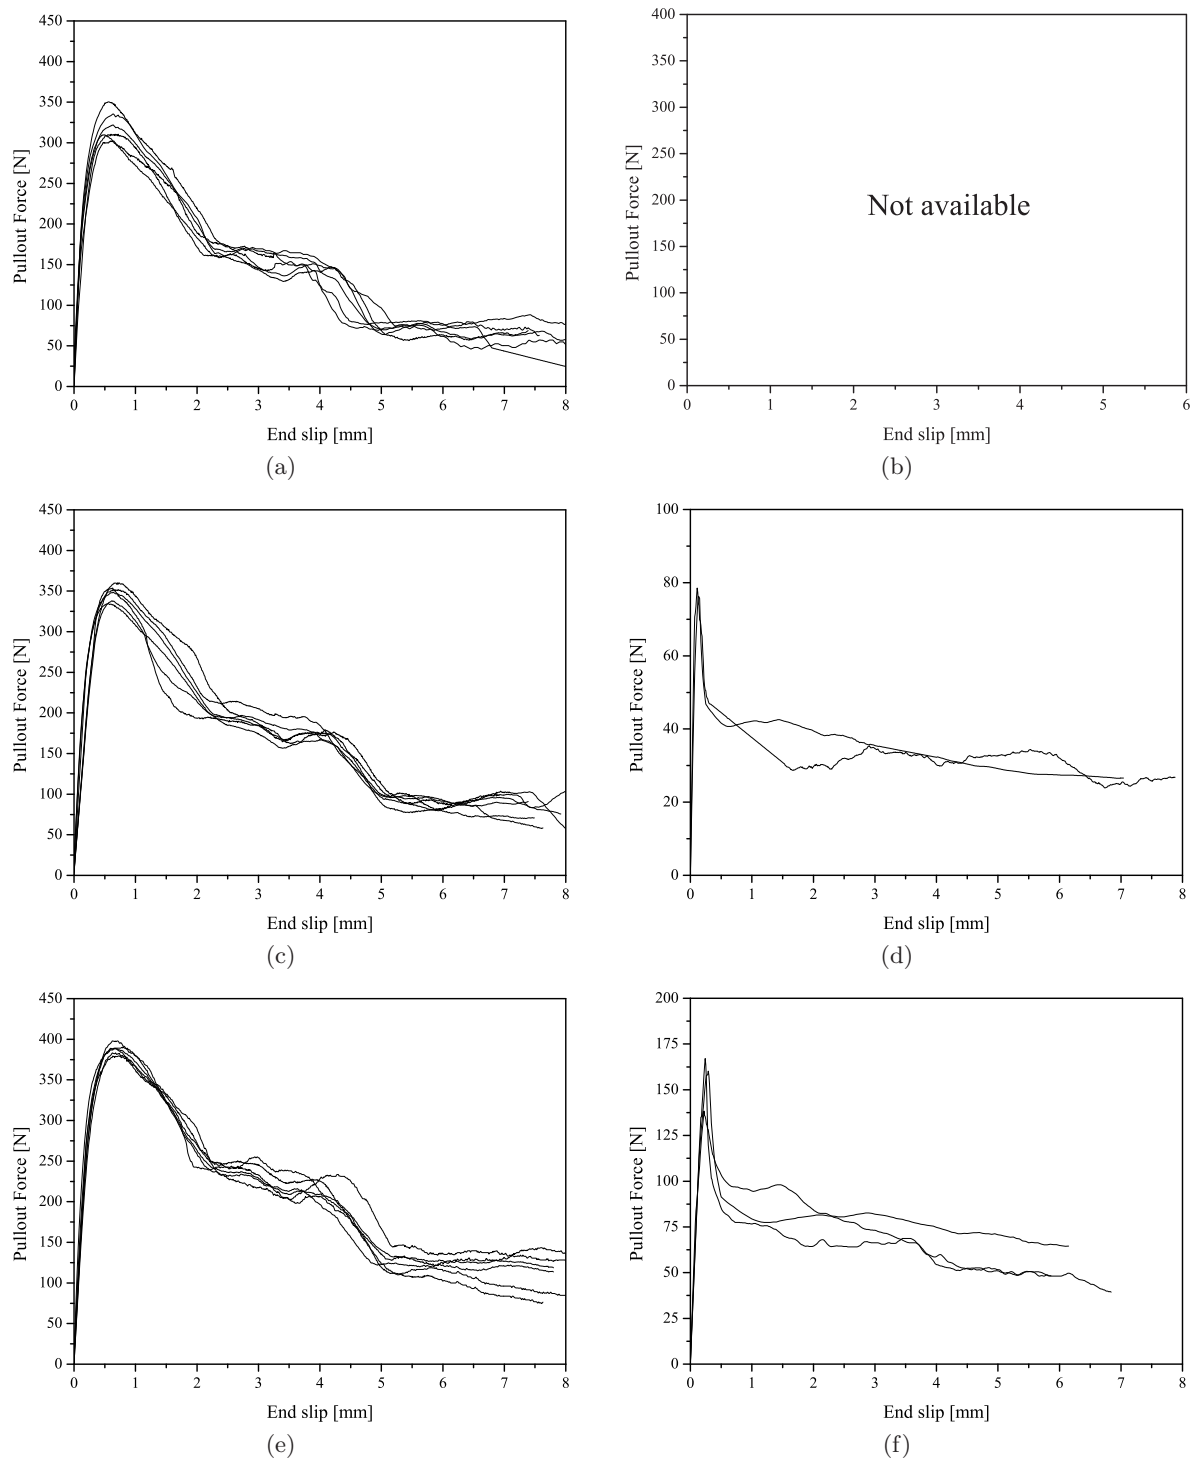 450
400
350
300
250
200
150
100
50
0
Pullout Force [N]
0 1 2 3 4 5 6 7 8
End slip [mm]
(a)
400
350
300
250
200
150
100
50
0
Pullout Force [N]
Not available
0 1 2 3 4 5 6
End slip [mm]
(b)
450
400
350
300
250
200
150
100
50
0
Pullout Force [N]
0 1 2 3 4 5 6 7 8
End slip [mm]
(c)
100
80
60
40
20
0
Pullout Force [N]
0 1 2 3 4 5 6 7 8
End slip [mm]
(d)
450
400
350
300
250
200
150
100
50
0
Pullout Force [N]
0 1 2 3 4 5 6 7 8
End slip [mm]
(e)
200
175
150
125
100
75
50
25
0
Pullout Force [N]
0 1 2 3 4 5 6 7 8
End slip [mm]
(f)